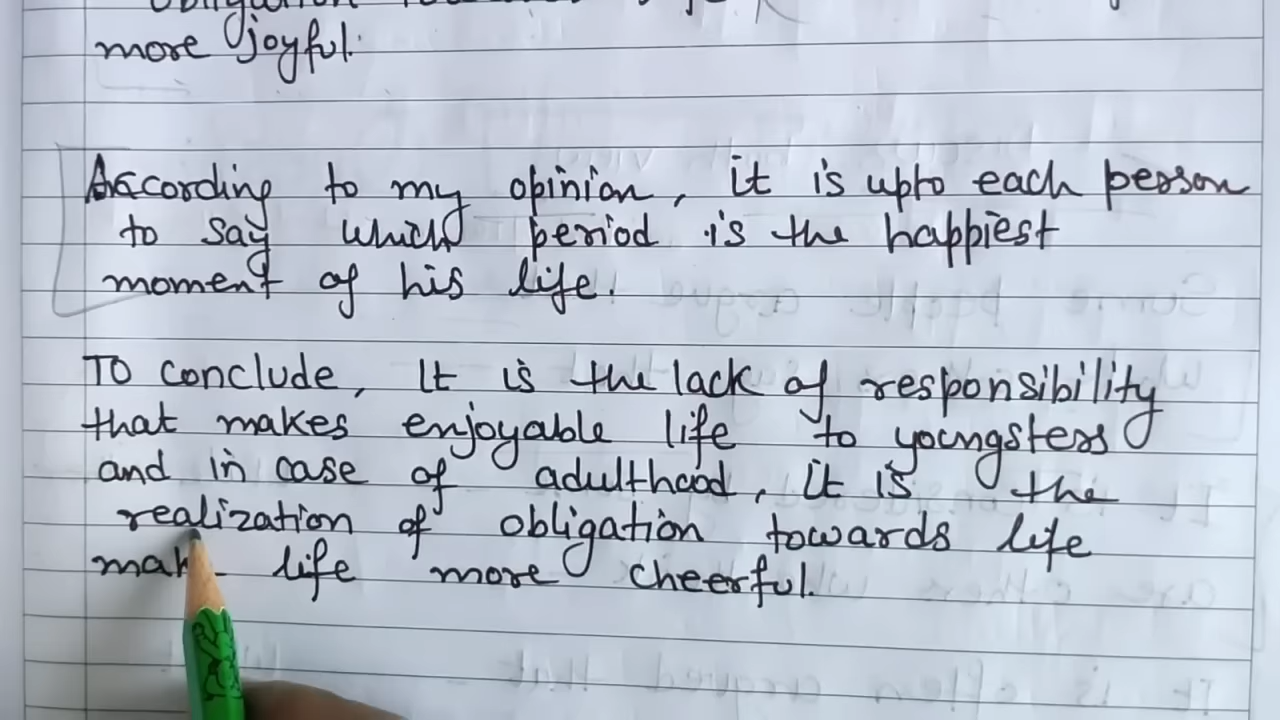 obligation
more joyful.
According to my opinion, it is upto each person
to say which period is the happiest
moment of his life.
To conclude, It is the lack of responsibility
that makes enjoyable life to youngsters
and in case of adulthood, it is the
realization of obligation towards life
life more cheerful.